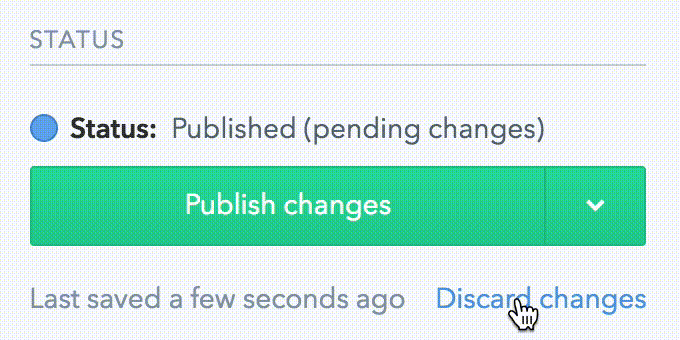 STATUS
Status: Published (pending changes)
Publish changes
Last saved a few seconds ago Discard changes